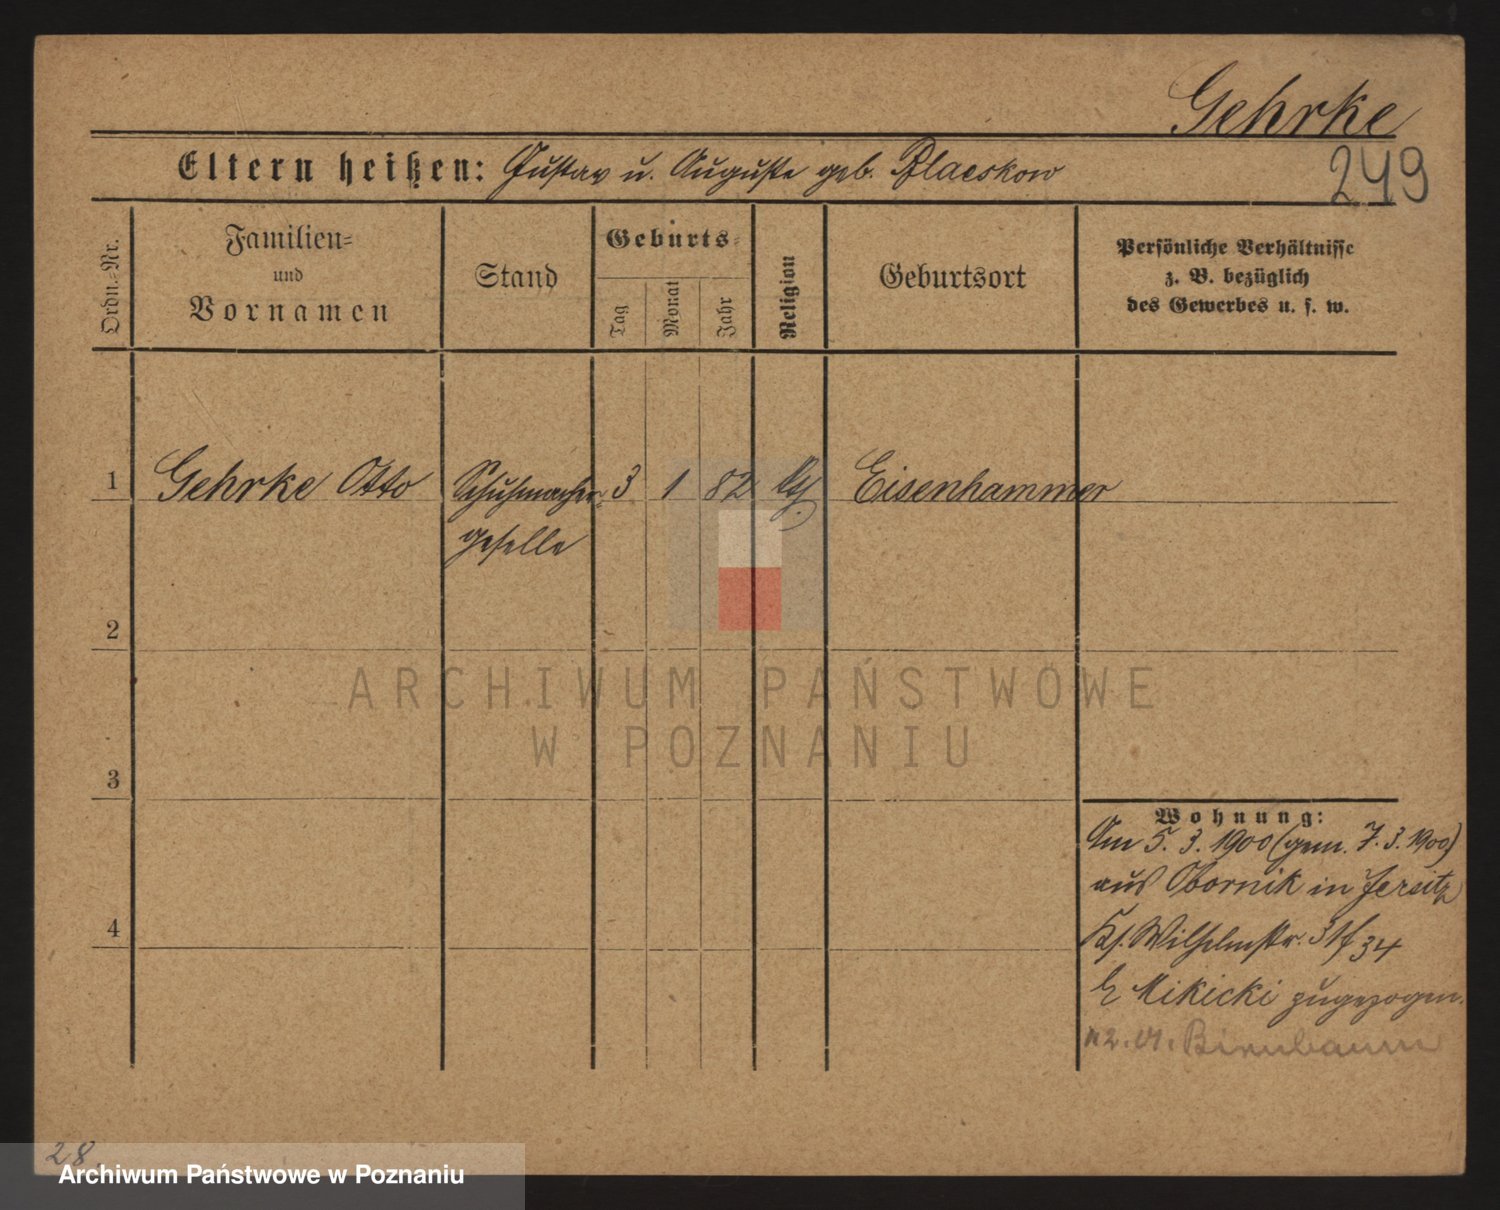 Gehrke
249
Eltern heißen: Gustav u. Auguste geb.
Ordn.-Nr.
Familien-
und
Vornamen
Stand
Geburts-
Tag
Monat
Jahr
Religion
Geburtsort
Persönliche Verhältnisse
z. B. bezüglich
des Gewerbes u. s. w.
1 Gehrke Otto Schuhmacher- 3 1 82 Eisenhammer
geselle
2
ARCHIWUM PAŃSTWOWE
W POZNANIU
3
Wohnung:
Am 5. 3. 1900 (gem. 7. 3. 1900)
aus Obornik in Jersitz
Ks. Wilhelmstr. 34
Mikicki zugezogen.
4
Birnbaum
28
Archiwum Państwowe w Poznaniu